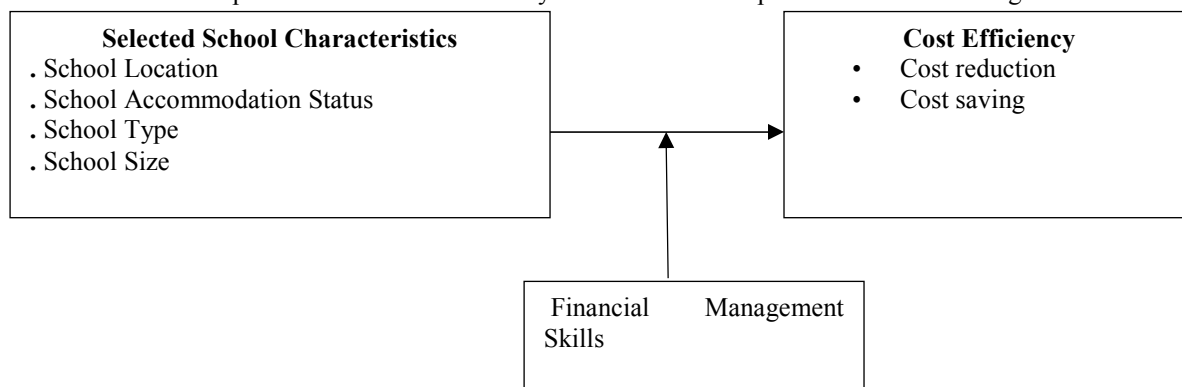 Selected School Characteristics
. School Location
. School Accommodation Status
. School Type
. School Size
Cost Efficiency
• Cost reduction
• Cost saving
Financial Management
Skills